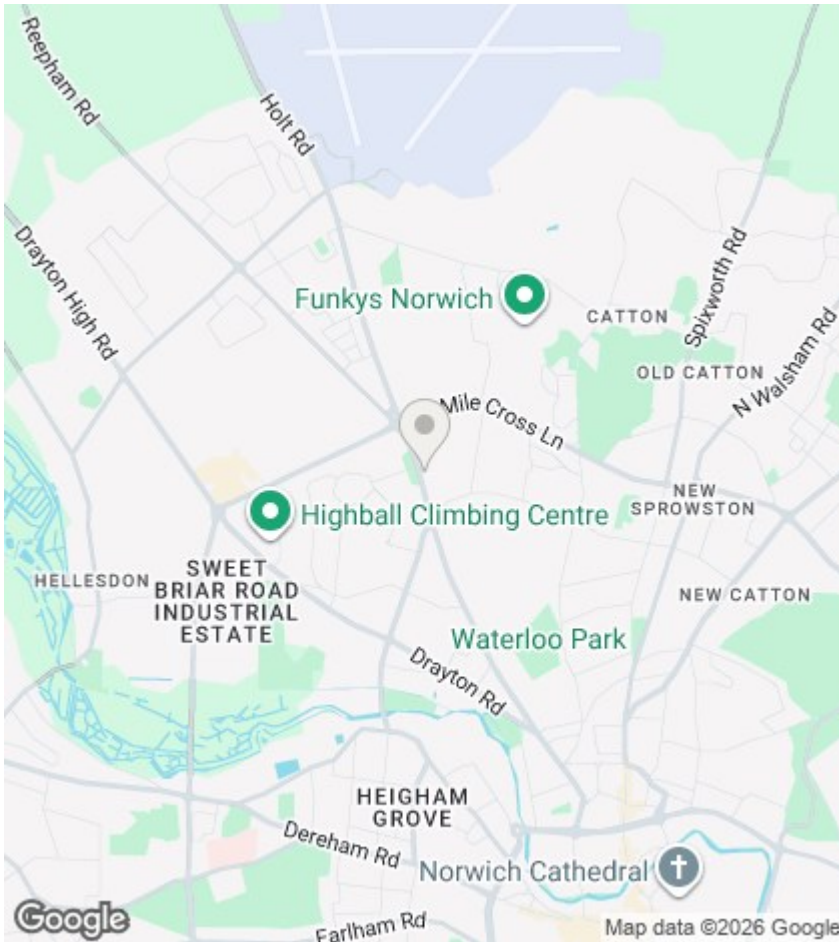 Reepham Rd
Holt Rd
Drayton High Rd
Spixworth Rd
Funkys Norwich
CATTON
OLD CATTON
N Walsham Rd
Mile Cross Ln
NEW
SPROWSTON
Highball Climbing Centre
HELLESDON
SWEET
BRIAR ROAD
INDUSTRIAL
ESTATE
NEW CATTON
Waterloo Park
Drayton Rd
HEIGHAM
GROVE
Dereham Rd
Norwich Cathedral
Earlham Rd
Google
Map data ©2026 Google